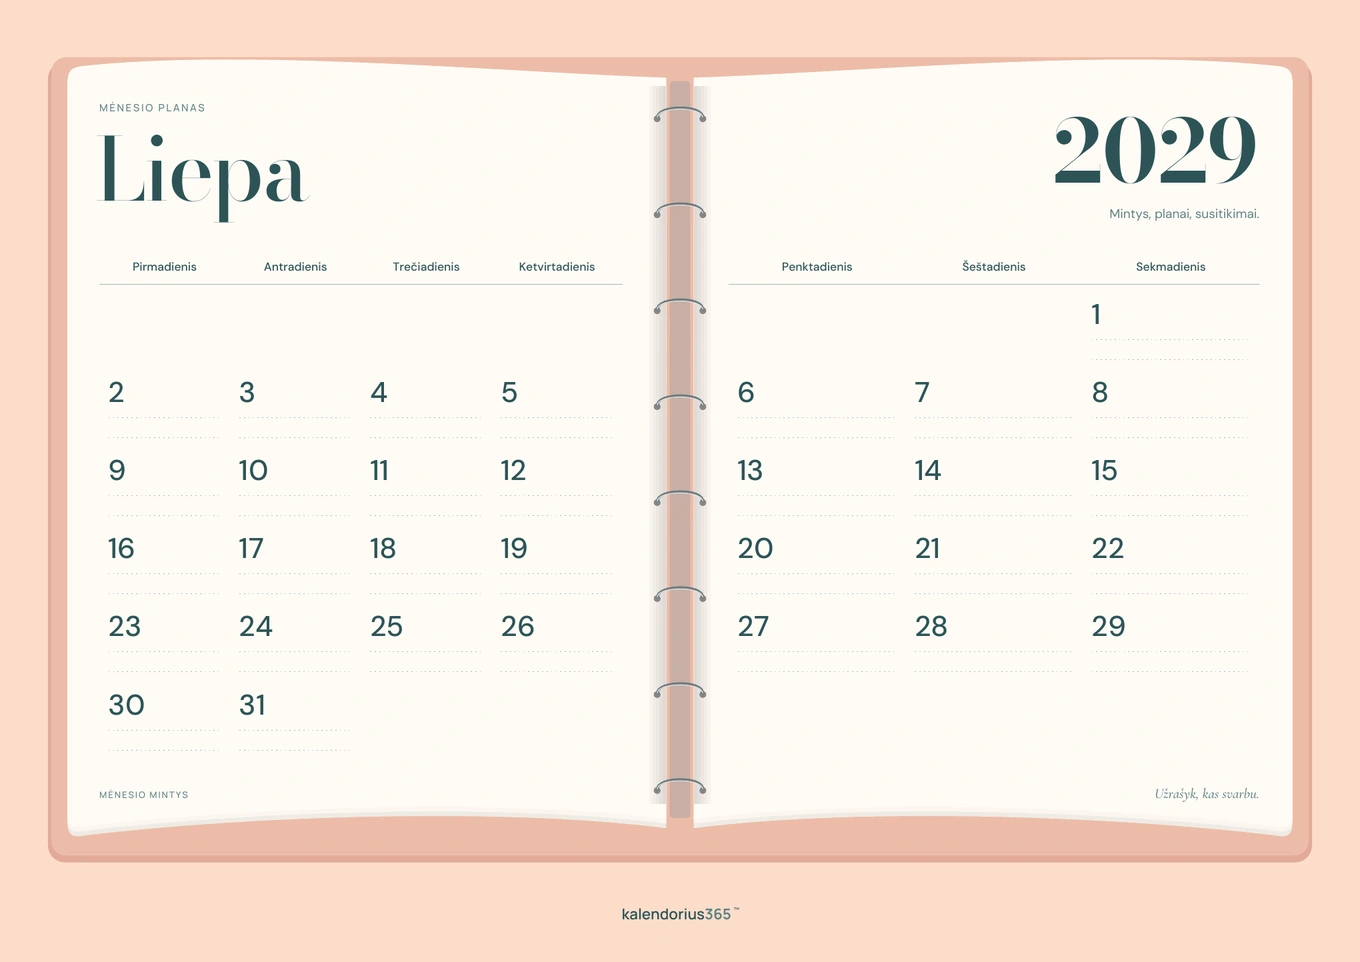 MĖNESIO PLANAS
Liepa
2029
Mintys, planai, susitikimai.
Pirmadienis Antradienis Trečiadienis Ketvirtadienis Penktadienis Šeštadienis Sekmadienis
1
2 3 4 5 6 7 8
9 10 11 12 13 14 15
16 17 18 19 20 21 22
23 24 25 26 27 28 29
30 31
MĖNESIO MINTYS
Užrašyk, kas svarbu.
kalendorius365™